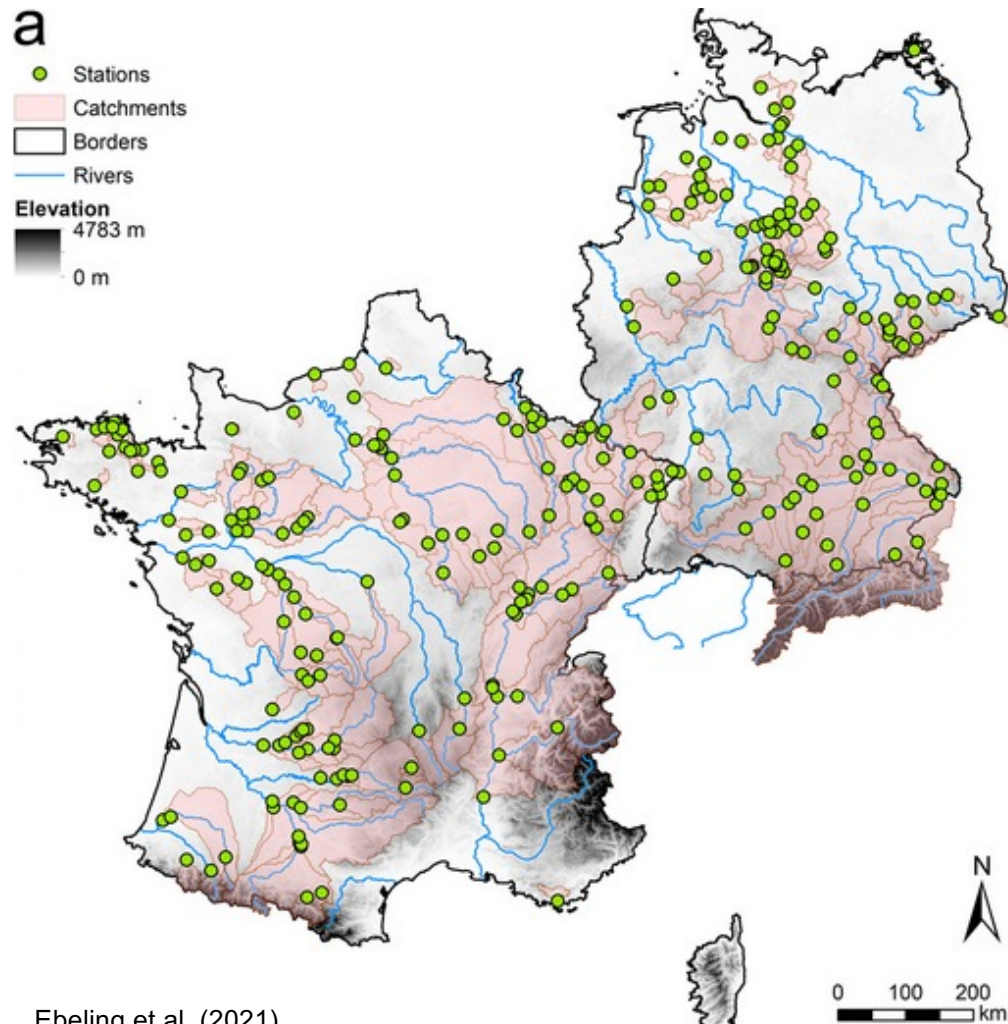 a
Stations
Catchments
Borders
Rivers
Elevation
4783 m
0 m
N
0 100 200
km
Ebeling et al. (2021)